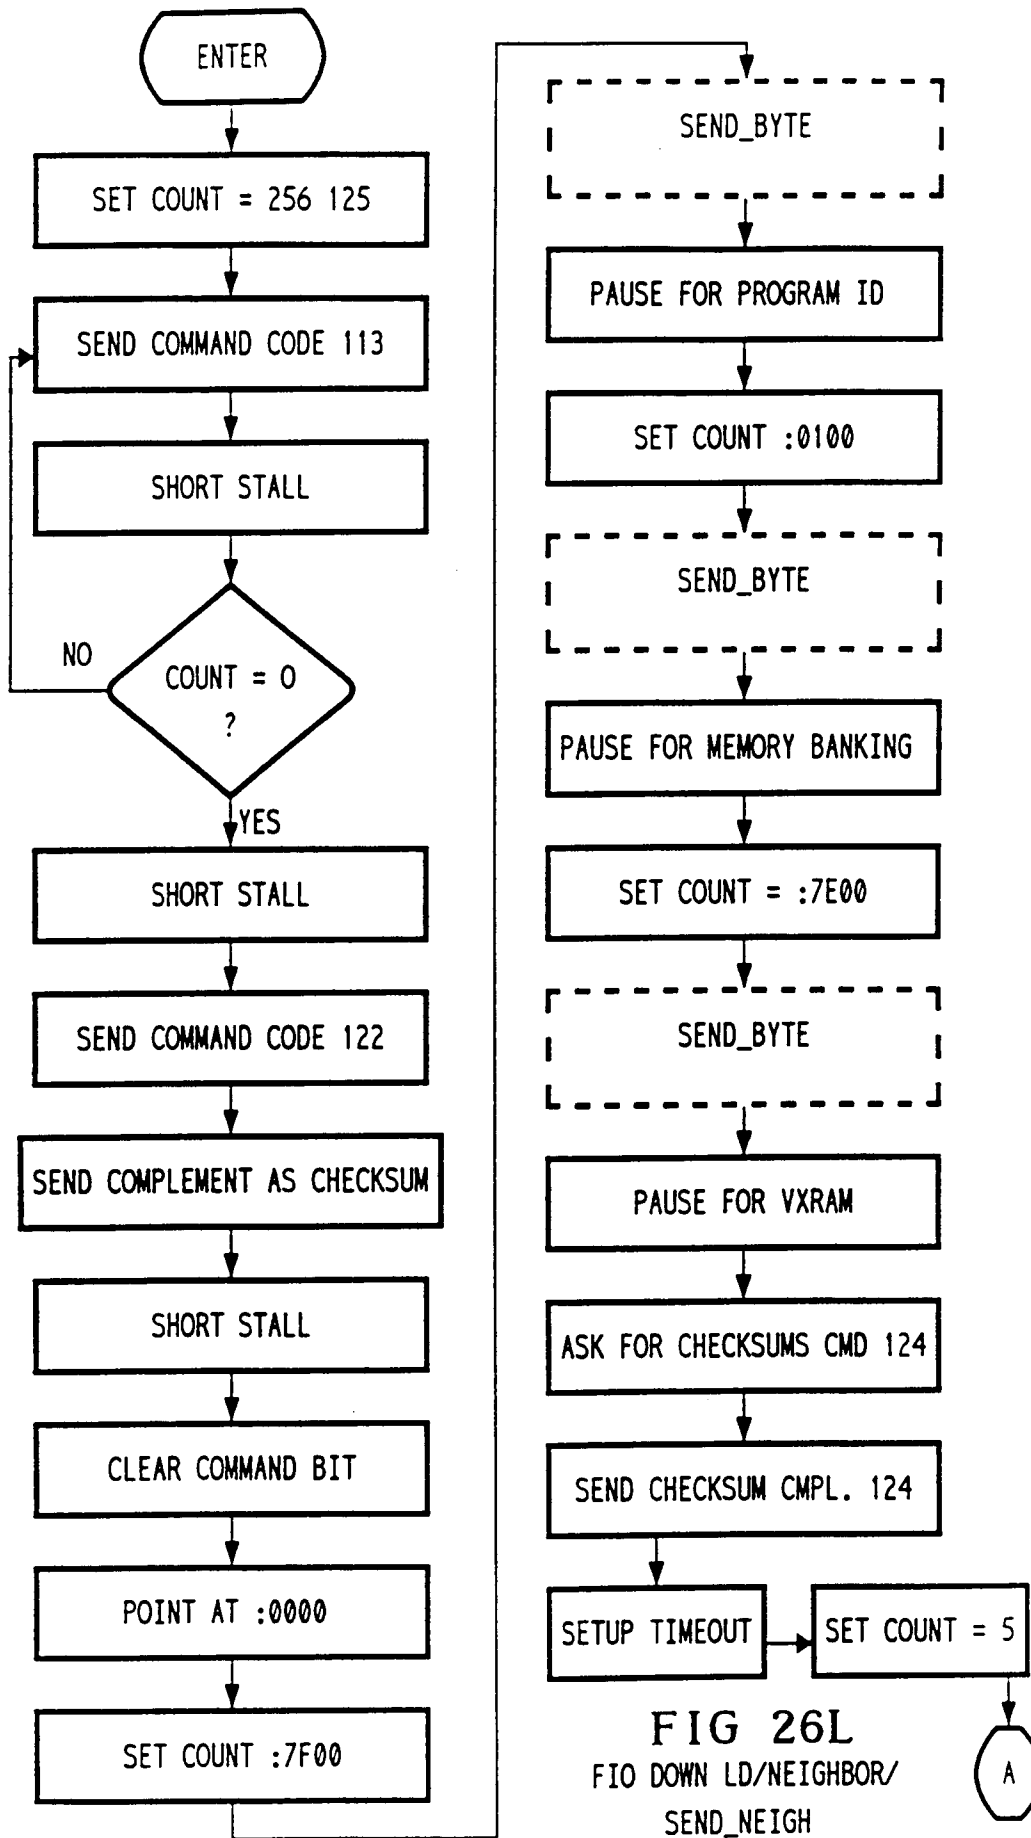 ENTER
SET COUNT = 256 125
SEND COMMAND CODE 113
SHORT STALL
NO
COUNT = 0
?
YES
SHORT STALL
SEND COMMAND CODE 122
SEND COMPLEMENT AS CHECKSUM
SHORT STALL
CLEAR COMMAND BIT
POINT AT :0000
SET COUNT :7F00
SEND_BYTE
PAUSE FOR PROGRAM ID
SET COUNT :0100
SEND_BYTE
PAUSE FOR MEMORY BANKING
SET COUNT = :7E00
SEND_BYTE
PAUSE FOR VXRAM
ASK FOR CHECKSUMS CMD 124
SEND CHECKSUM CMPL. 124
SETUP TIMEOUT
SET COUNT = 5
A
FIG 26L
FIO DOWN LD/NEIGHBOR/
SEND_NEIGH